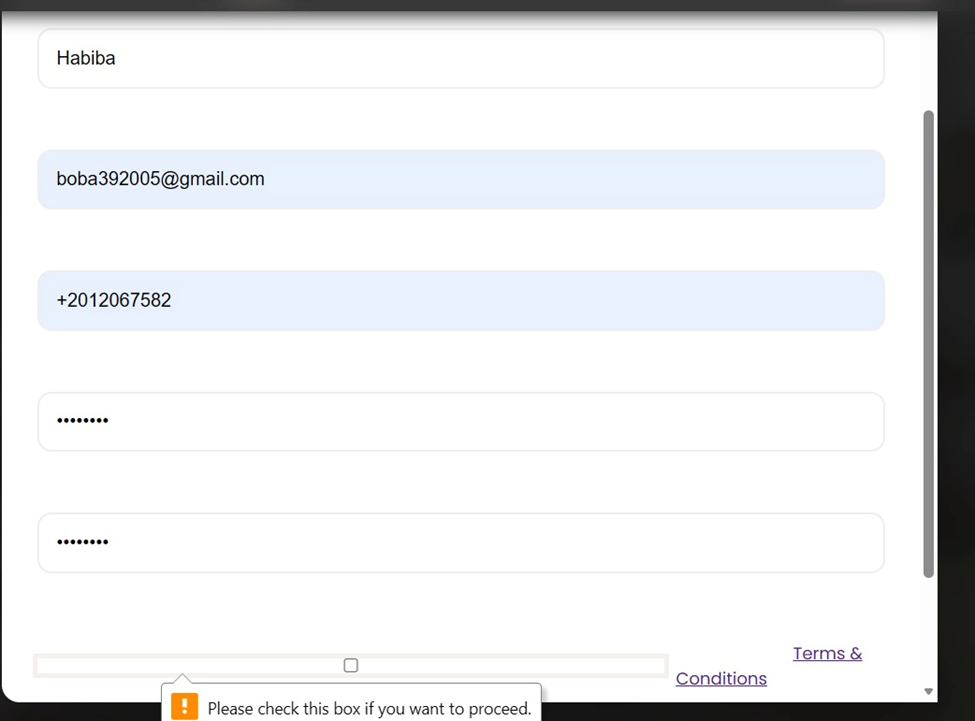 Habiba
boba392005@gmail.com
+2012067582
••••••••
••••••••
Terms &
Conditions
Please check this box if you want to proceed.